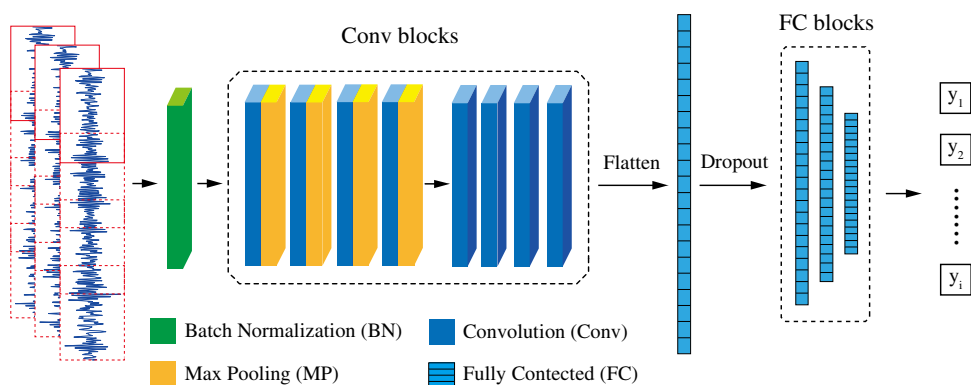 Conv blocks
FC blocks
Flatten
Dropout
y1
y2
yi
Batch Normalization (BN)
Convolution (Conv)
Max Pooling (MP)
Fully Contected (FC)